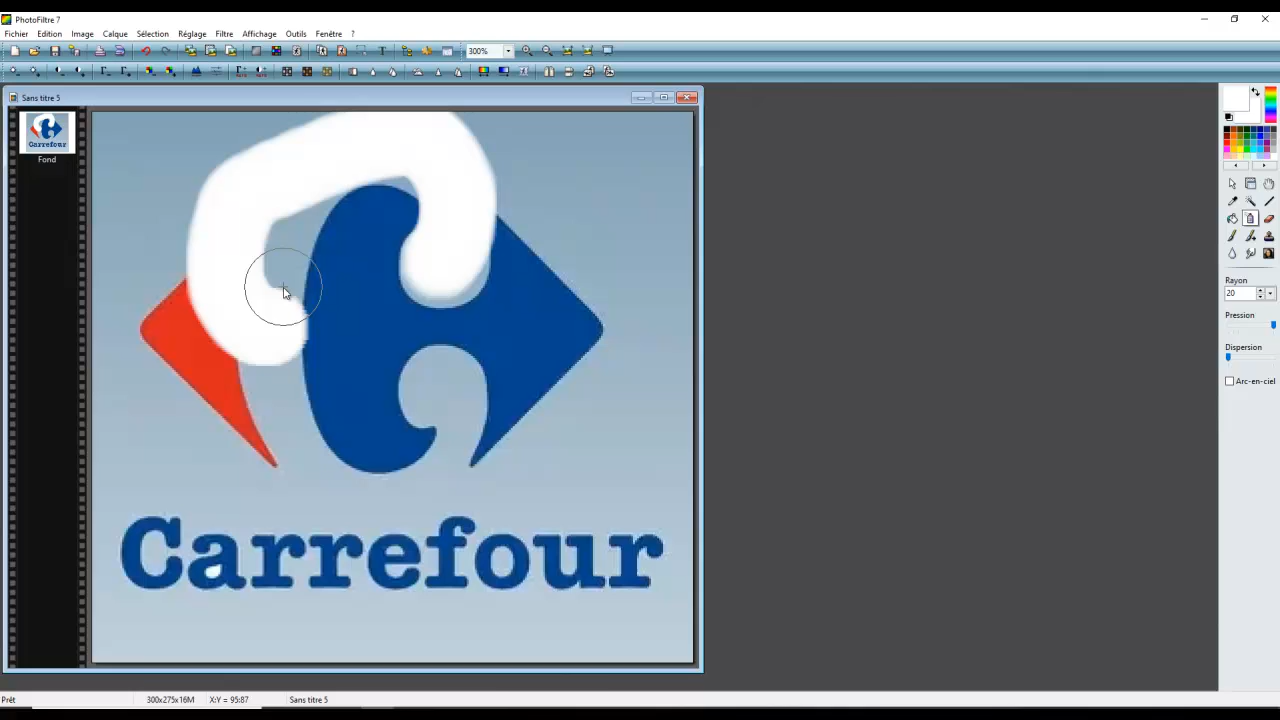 PhotoFiltre 7
Fichier Edition Image Calque Sélection Réglage Filtre Affichage Outils Fenêtre ?
300%
Sans titre 5
Fond
Carrefour
Carrefour
Rayon
20
Pression
Dispersion
Arc-en-ciel
Prêt 300x275x16M X:Y = 95:87 Sans titre 5